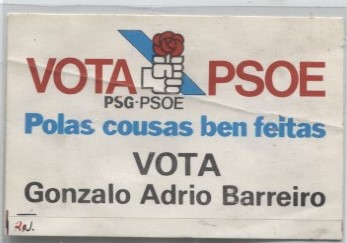 VOTA PSOE
PSG-PSOE
Polas cousas ben feitas
VOTA
Gonzalo Adrio Barreiro